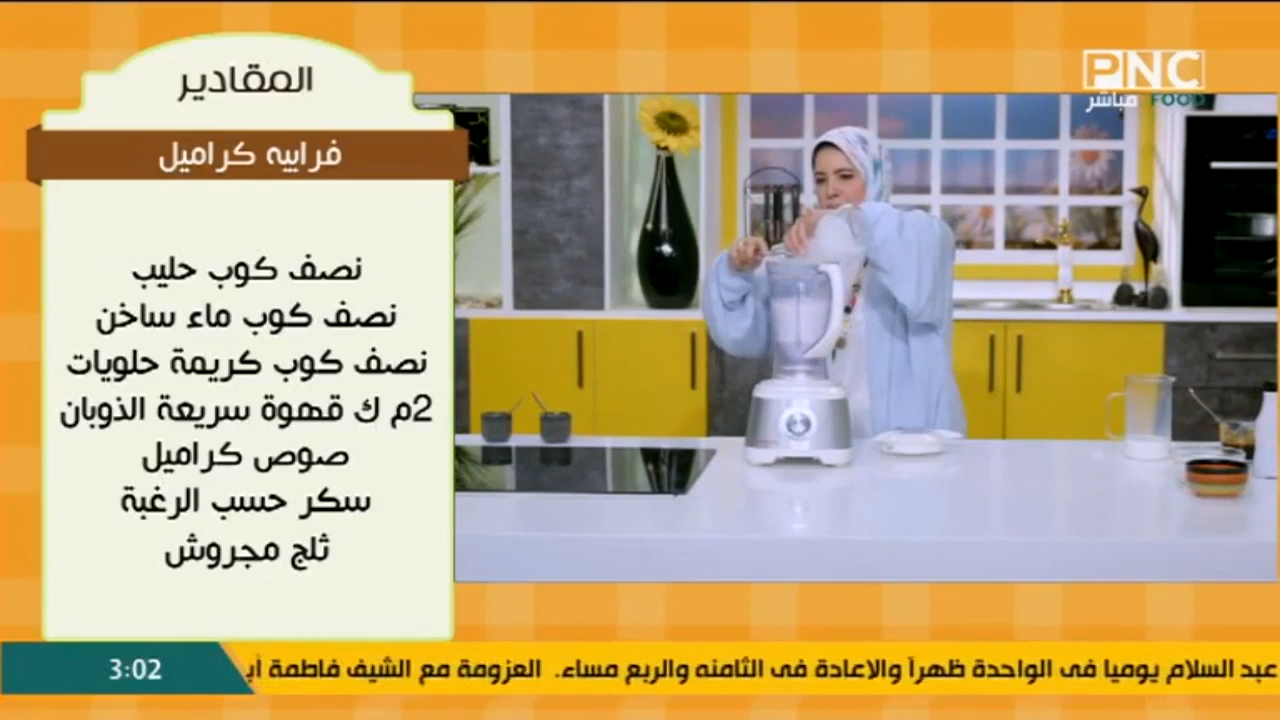 المقادير
فرابيه كراميل
نصف كوب حليب
نصف كوب ماء ساخن
نصف كوب كريمة حلويات
2م ك قهوة سريعة الذوبان
صوص كراميل
سكر حسب الرغبة
ثلج مجروش
PNC
مباشر FOOD
عبد السلام يوميا فى الواحدة ظهراً والاعادة فى الثامنه والربع مساء. العزومة مع الشيف فاطمة أبـ
3:02